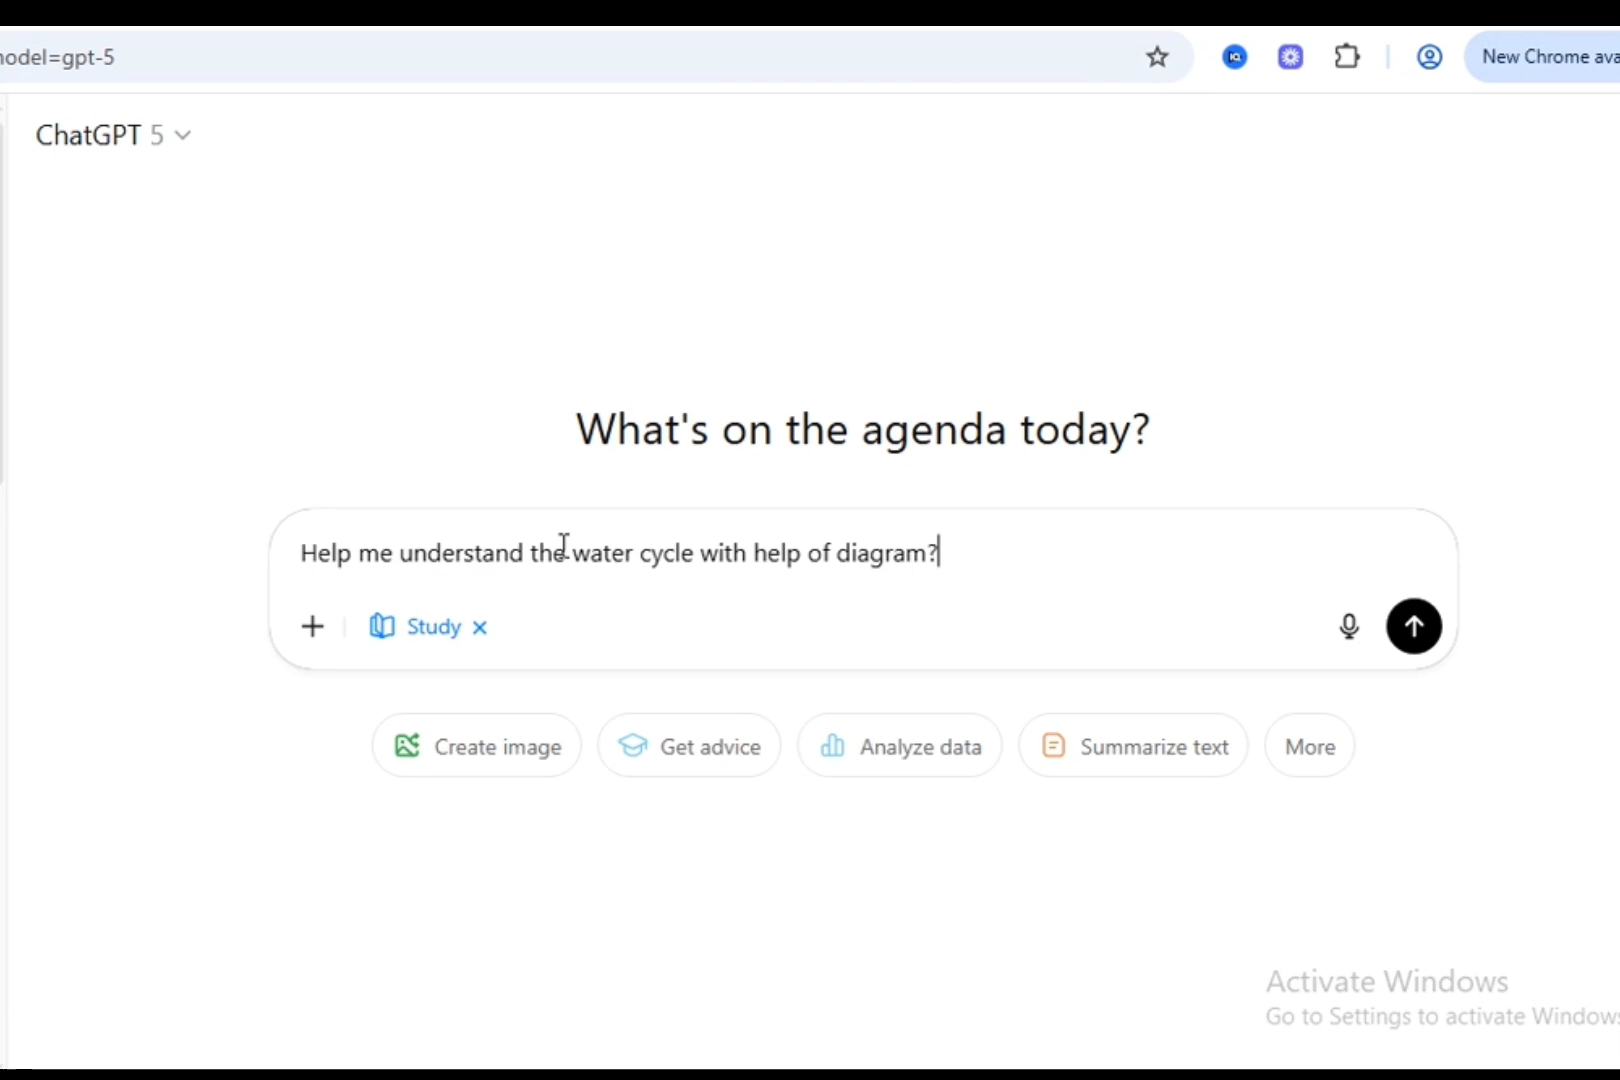 model=gpt-5
New Chrome ava
ChatGPT 5
What's on the agenda today?
Help me understand the water cycle with help of diagram?
Study
Create image
Get advice
Analyze data
Summarize text
More
Activate Windows
Go to Settings to activate Windows